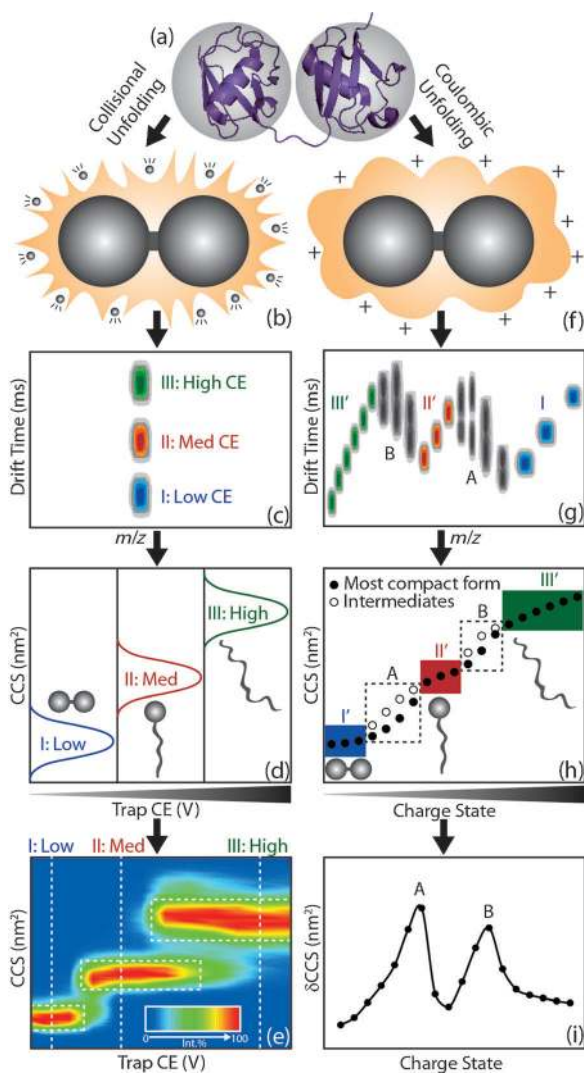 (a)
Collisional
Unfolding
Coulombic
Unfolding
+ + + + + + + + + + + + +
(b)
(f)
III: High CE
II: Med CE
I: Low CE
Drift Time (ms)
(c)
m/z
III'
B
II'
A
I
Drift Time (ms)
(g)
m/z
III: High
II: Med
I: Low
CCS (nm²)
(d)
Trap CE (V)
Most compact form
Intermediates
III'
B
A
II'
I'
CCS (nm²)
(h)
Charge State
I: Low II: Med III: High
CCS (nm²)
0 Int.% 100
(e)
Trap CE (V)
A
B
δCCS (nm²)
(i)
Charge State